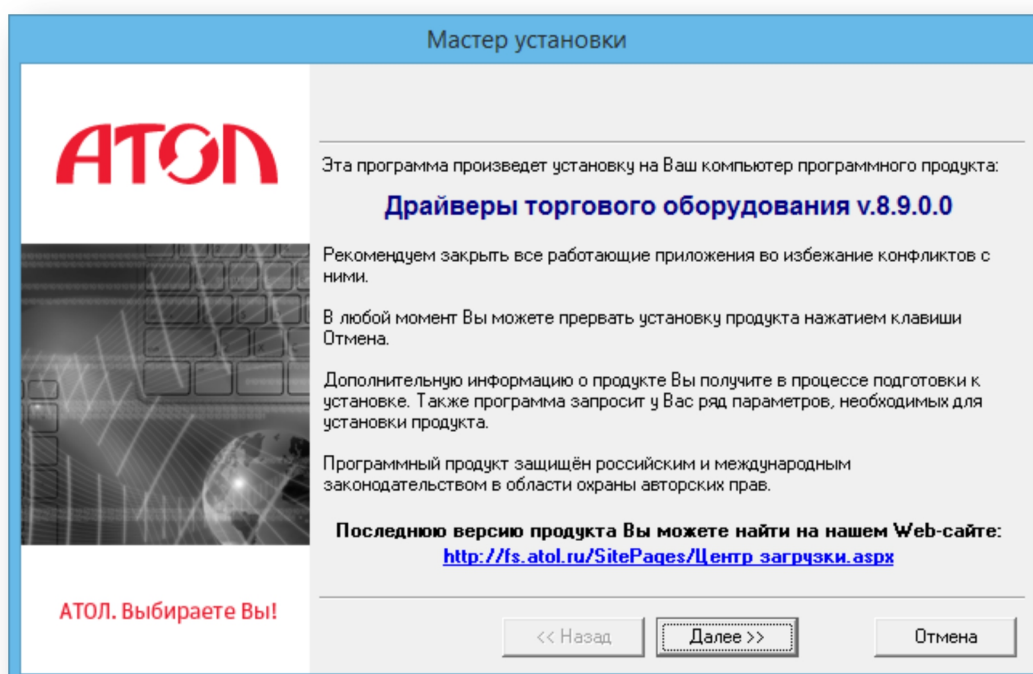 Мастер установки
АТОЛ
Эта программа произведет установку на Ваш компьютер программного продукта:
Драйверы торгового оборудования v.8.9.0.0
Рекомендуем закрыть все работающие приложения во избежание конфликтов с
ними.
В любой момент Вы можете прервать установку продукта нажатием клавиши
Отмена.
Дополнительную информацию о продукте Вы получите в процессе подготовки к
установке. Также программа запросит у Вас ряд параметров, необходимых для
установки продукта.
Программный продукт защищён российским и международным
законодательством в области охраны авторских прав.
Последнюю версию продукта Вы можете найти на нашем Web-сайте:
http://fs.atol.ru/SitePages/Центр загрузки.aspx
АТОЛ. Выбираете Вы!
<< Назад
Далее >>
Отмена